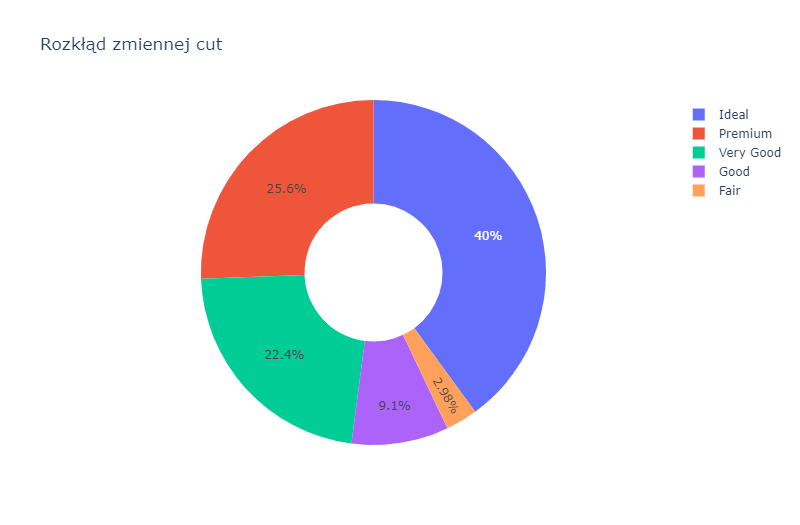 Rozkłąd zmiennej cut
Ideal
Premium
Very Good
Good
Fair
25.6%
40%
22.4%
9.1%
2.98%